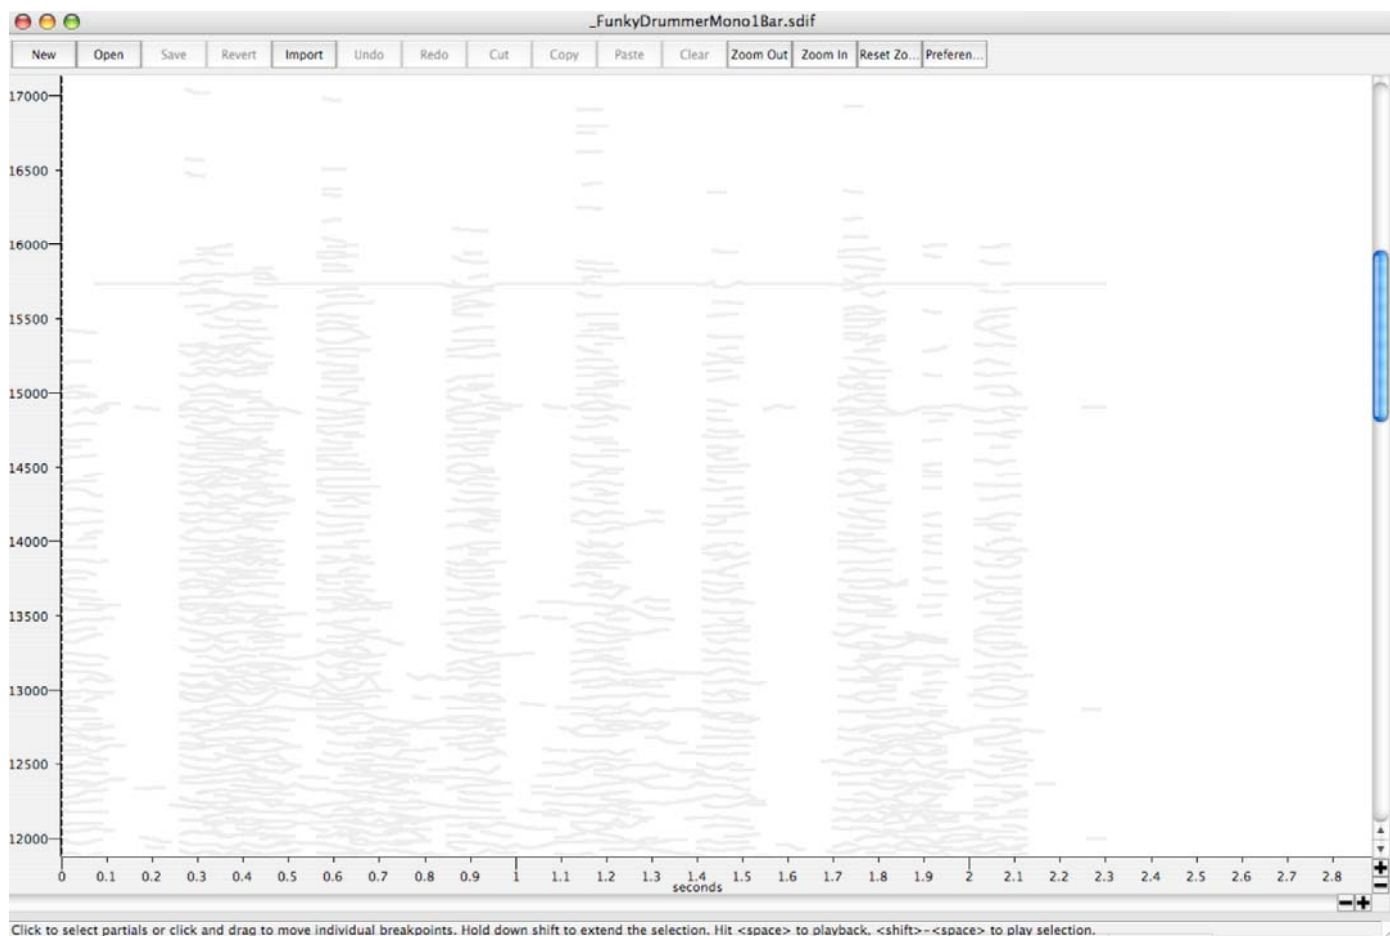 _FunkyDrummerMono1Bar.sdif
New Open Save Revert Import Undo Redo Cut Copy Paste Clear Zoom Out Zoom In Reset Zo... Preferen...
17000
16500
16000
15500
15000
14500
14000
13500
13000
12500
12000
0 0.1 0.2 0.3 0.4 0.5 0.6 0.7 0.8 0.9 1 1.1 1.2 1.3 1.4 1.5 1.6 1.7 1.8 1.9 2 2.1 2.2 2.3 2.4 2.5 2.6 2.7 2.8
seconds
Click to select partials or click and drag to move individual breakpoints. Hold down shift to extend the selection. Hit <space> to playback, <shift>-<space> to play selection.